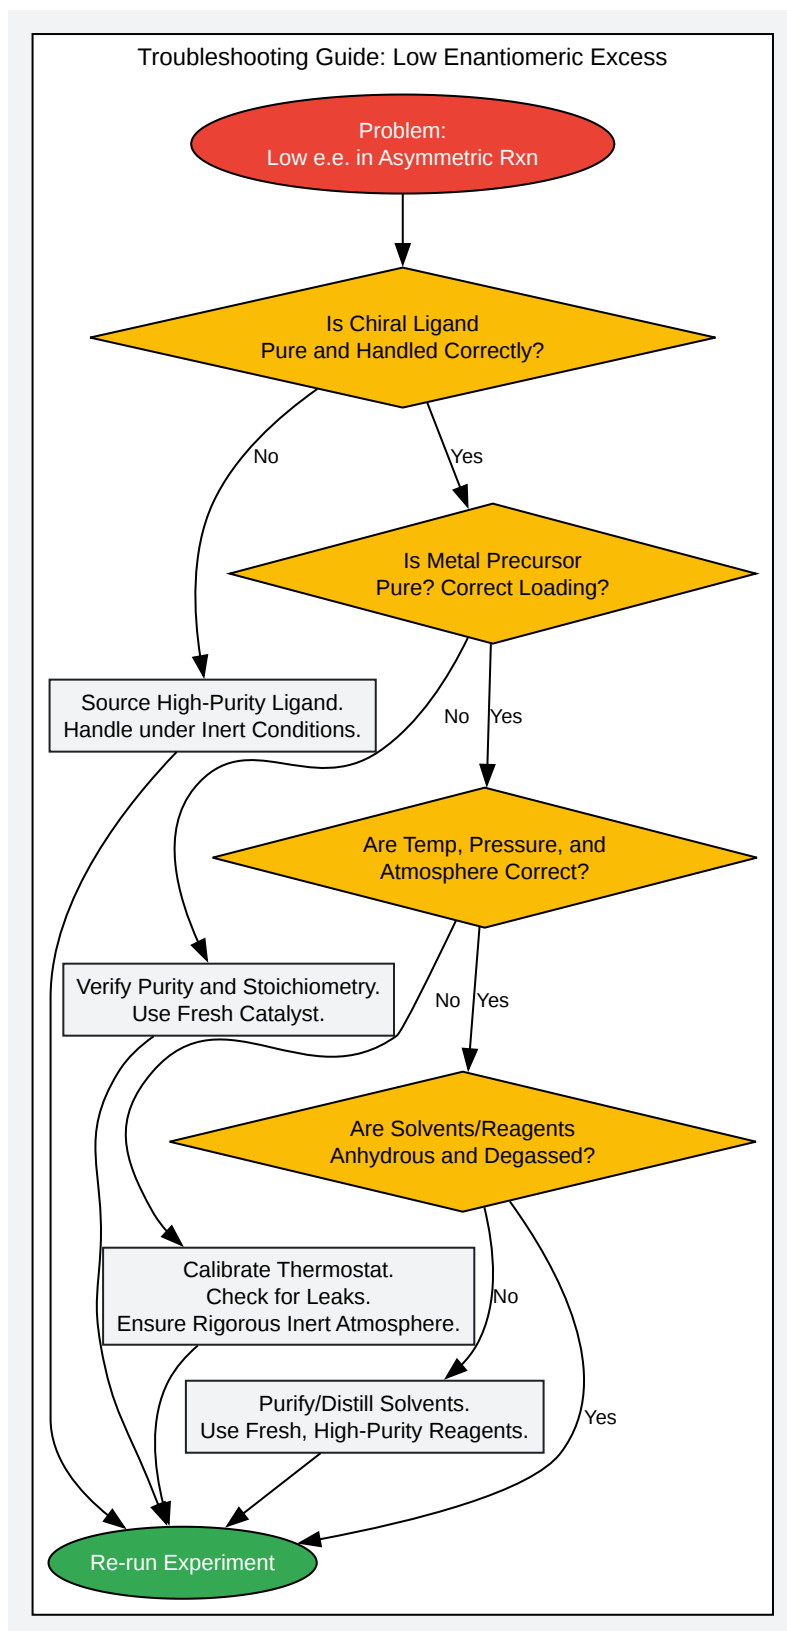 Troubleshooting Guide: Low Enantiomeric Excess
Problem:
Low e.e. in Asymmetric Rxn
Is Chiral Ligand
Pure and Handled Correctly?
No
Yes
Is Metal Precursor
Pure? Correct Loading?
Source High-Purity Ligand.
Handle under Inert Conditions.
No
Yes
Are Temp, Pressure, and
Atmosphere Correct?
Verify Purity and Stoichiometry.
Use Fresh Catalyst.
No
Yes
Are Solvents/Reagents
Anhydrous and Degassed?
Calibrate Thermostat.
Check for Leaks.
Ensure Rigorous Inert Atmosphere.
No
Purify/Distill Solvents.
Use Fresh, High-Purity Reagents.
Yes
Re-run Experiment